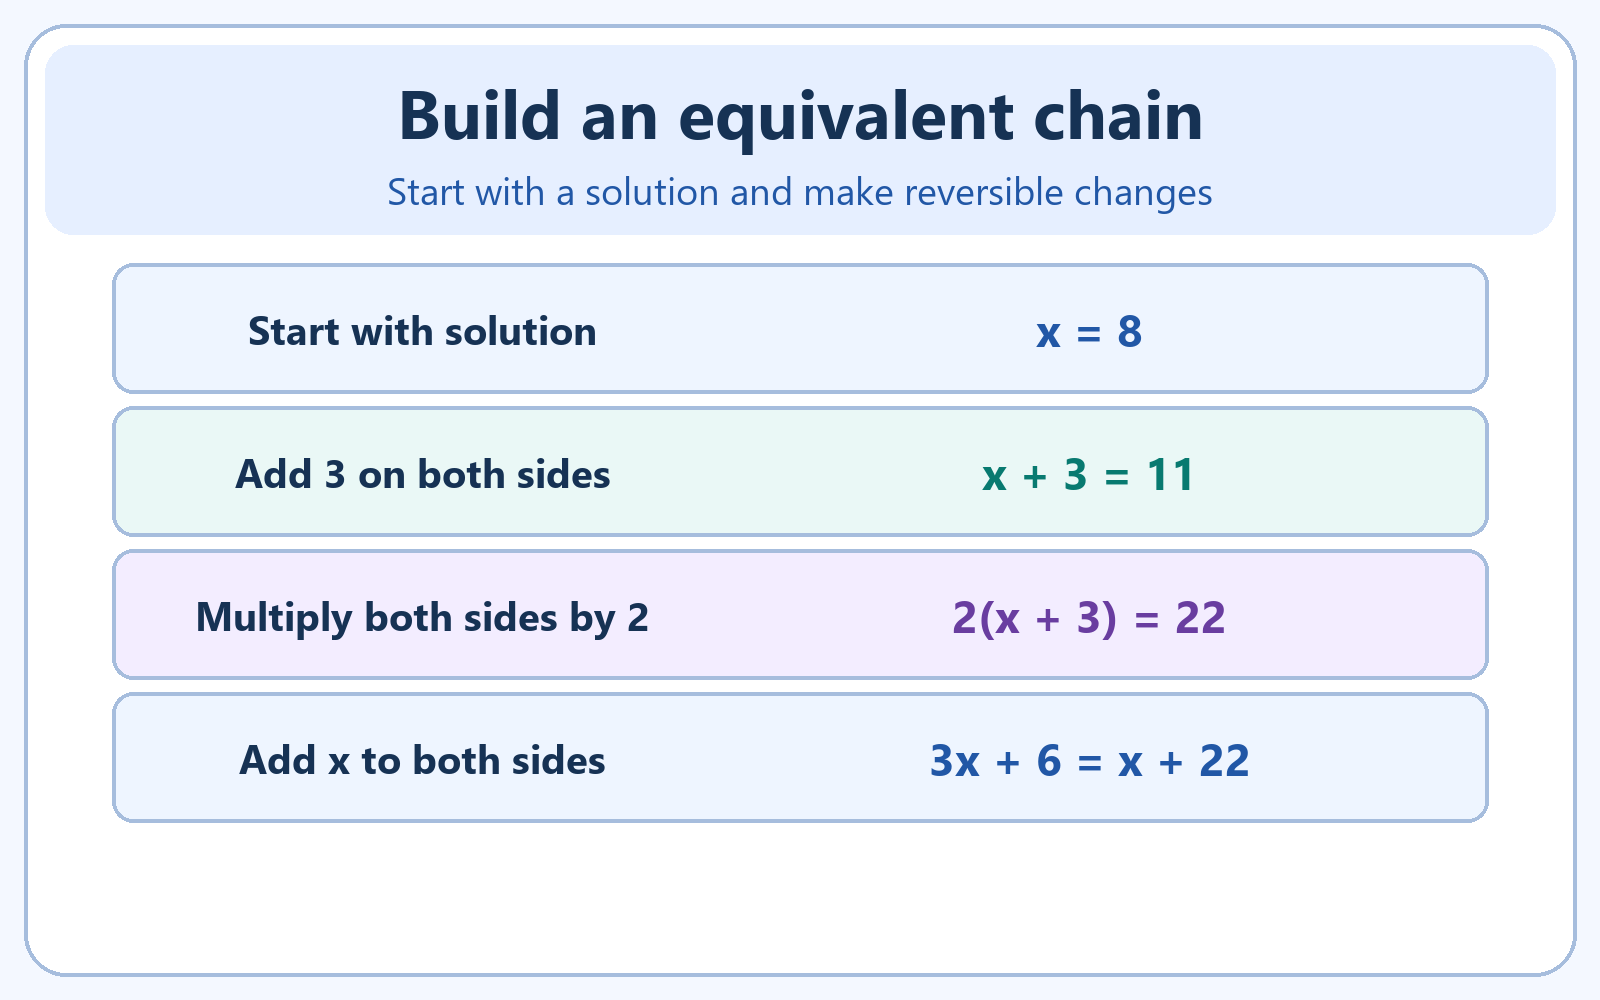 Build an equivalent chain
Start with a solution and make reversible changes
Start with solution x = 8
Add 3 on both sides x + 3 = 11
Multiply both sides by 2 2(x + 3) = 22
Add x to both sides 3x + 6 = x + 22